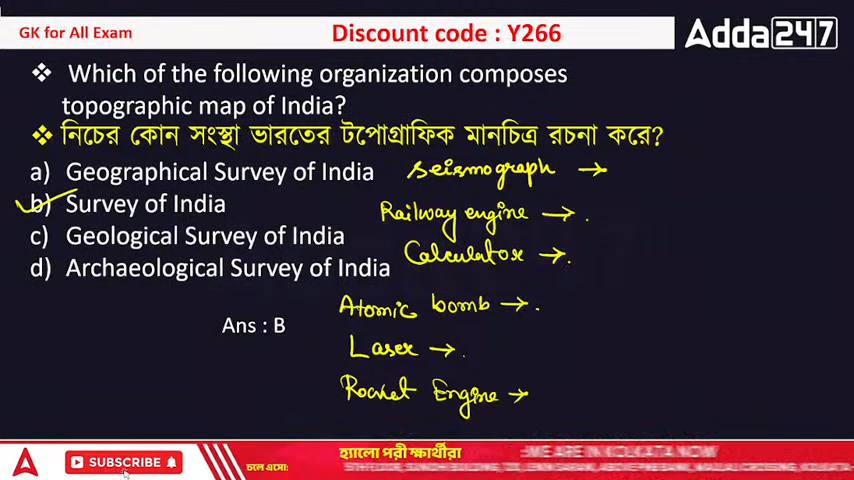 GK for All Exam
Discount code : Y266
Adda247
❖ Which of the following organization composes
topographic map of India?
❖ নিচের কোন সংস্থা ভারতের টপোগ্রাফিক মানচিত্র রচনা করে?
a) Geographical Survey of India
b) Survey of India
c) Geological Survey of India
d) Archaeological Survey of India
Ans : B
Seismograph →
Railway engine → .
Calculator → .
Atomic bomb → .
Laser → .
Rocket Engine →
SUBSCRIBE
চলে এসো:
হ্যালো পরীক্ষার্থীরা
WE ARE IN KOLKATA NOW